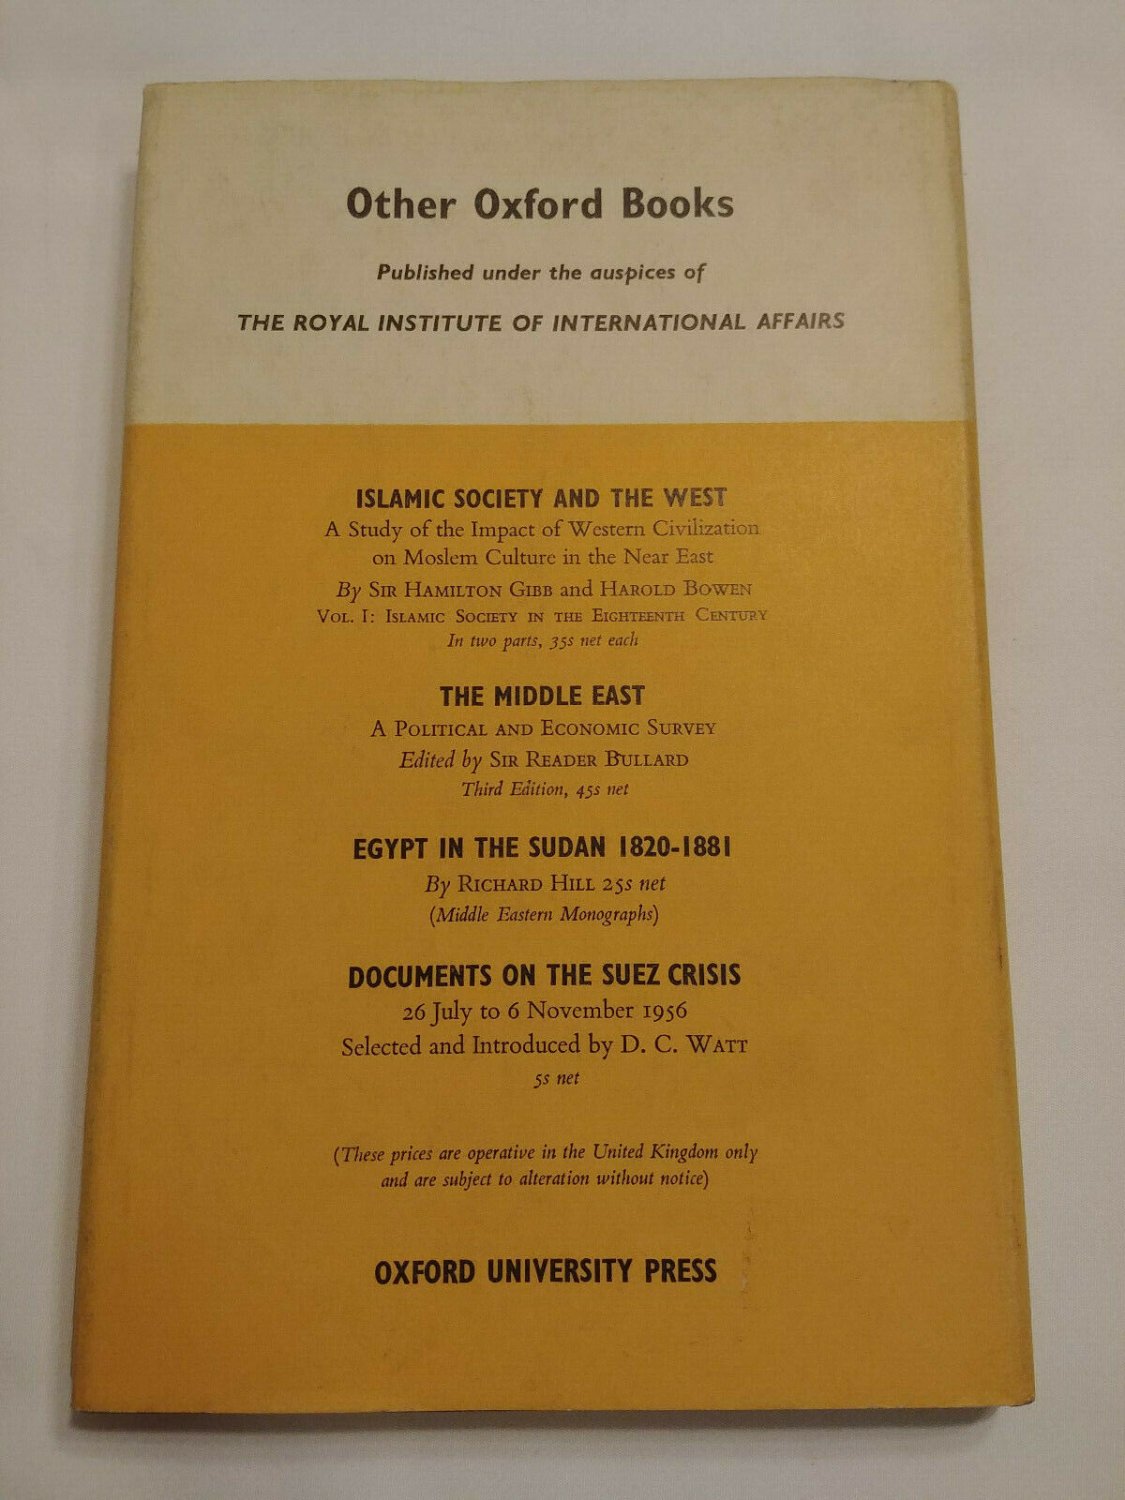 Other Oxford Books
Published under the auspices of
THE ROYAL INSTITUTE OF INTERNATIONAL AFFAIRS
ISLAMIC SOCIETY AND THE WEST
A Study of the Impact of Western Civilization
on Moslem Culture in the Near East
By SIR HAMILTON GIBB and HAROLD BOWEN
VOL. I: ISLAMIC SOCIETY IN THE EIGHTEENTH CENTURY
In two parts, 35s net each
THE MIDDLE EAST
A POLITICAL AND ECONOMIC SURVEY
Edited by SIR READER BULLARD
Third Edition, 45s net
EGYPT IN THE SUDAN 1820-1881
By RICHARD HILL 25s net
(Middle Eastern Monographs)
DOCUMENTS ON THE SUEZ CRISIS
26 July to 6 November 1956
Selected and Introduced by D. C. WATT
5s net
(These prices are operative in the United Kingdom only
and are subject to alteration without notice)
OXFORD UNIVERSITY PRESS